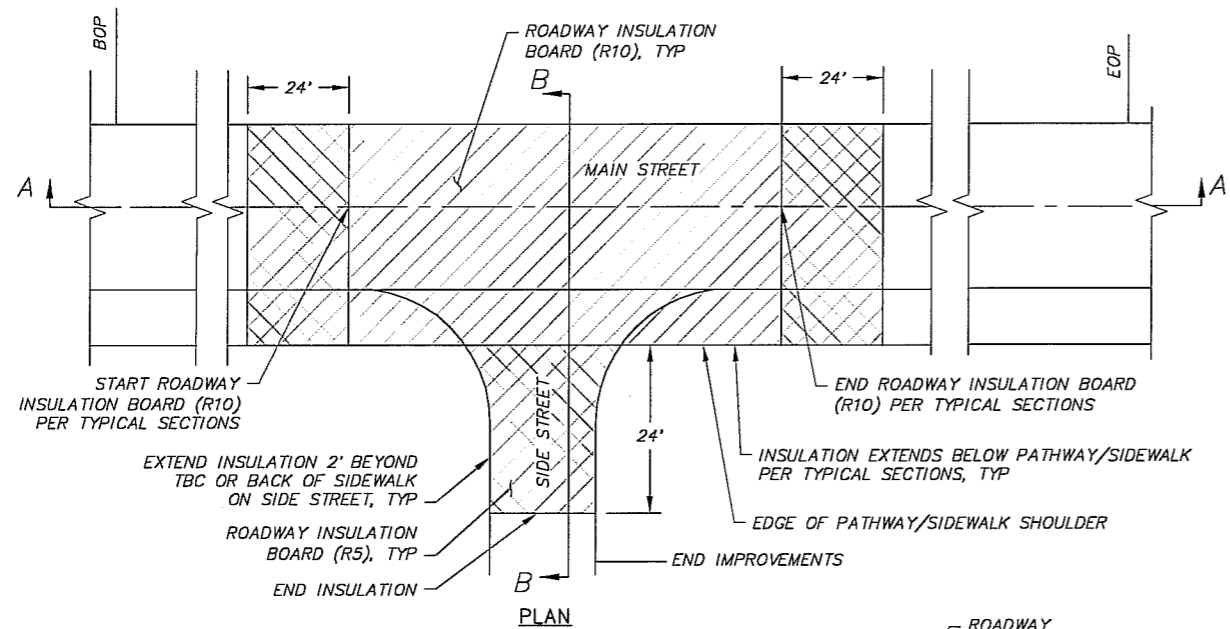 BOP
ROADWAY INSULATION
BOARD (R10), TYP
EOP
24'
B
24'
MAIN STREET
A
A
START ROADWAY
INSULATION BOARD (R10)
PER TYPICAL SECTIONS
END ROADWAY INSULATION BOARD
(R10) PER TYPICAL SECTIONS
SIDE STREET
24'
EXTEND INSULATION 2' BEYOND
TBC OR BACK OF SIDEWALK
ON SIDE STREET, TYP
INSULATION EXTENDS BELOW PATHWAY/SIDEWALK
PER TYPICAL SECTIONS, TYP
ROADWAY INSULATION
BOARD (R5), TYP
EDGE OF PATHWAY/SIDEWALK SHOULDER
END INSULATION
B
END IMPROVEMENTS
PLAN
ROADWAY